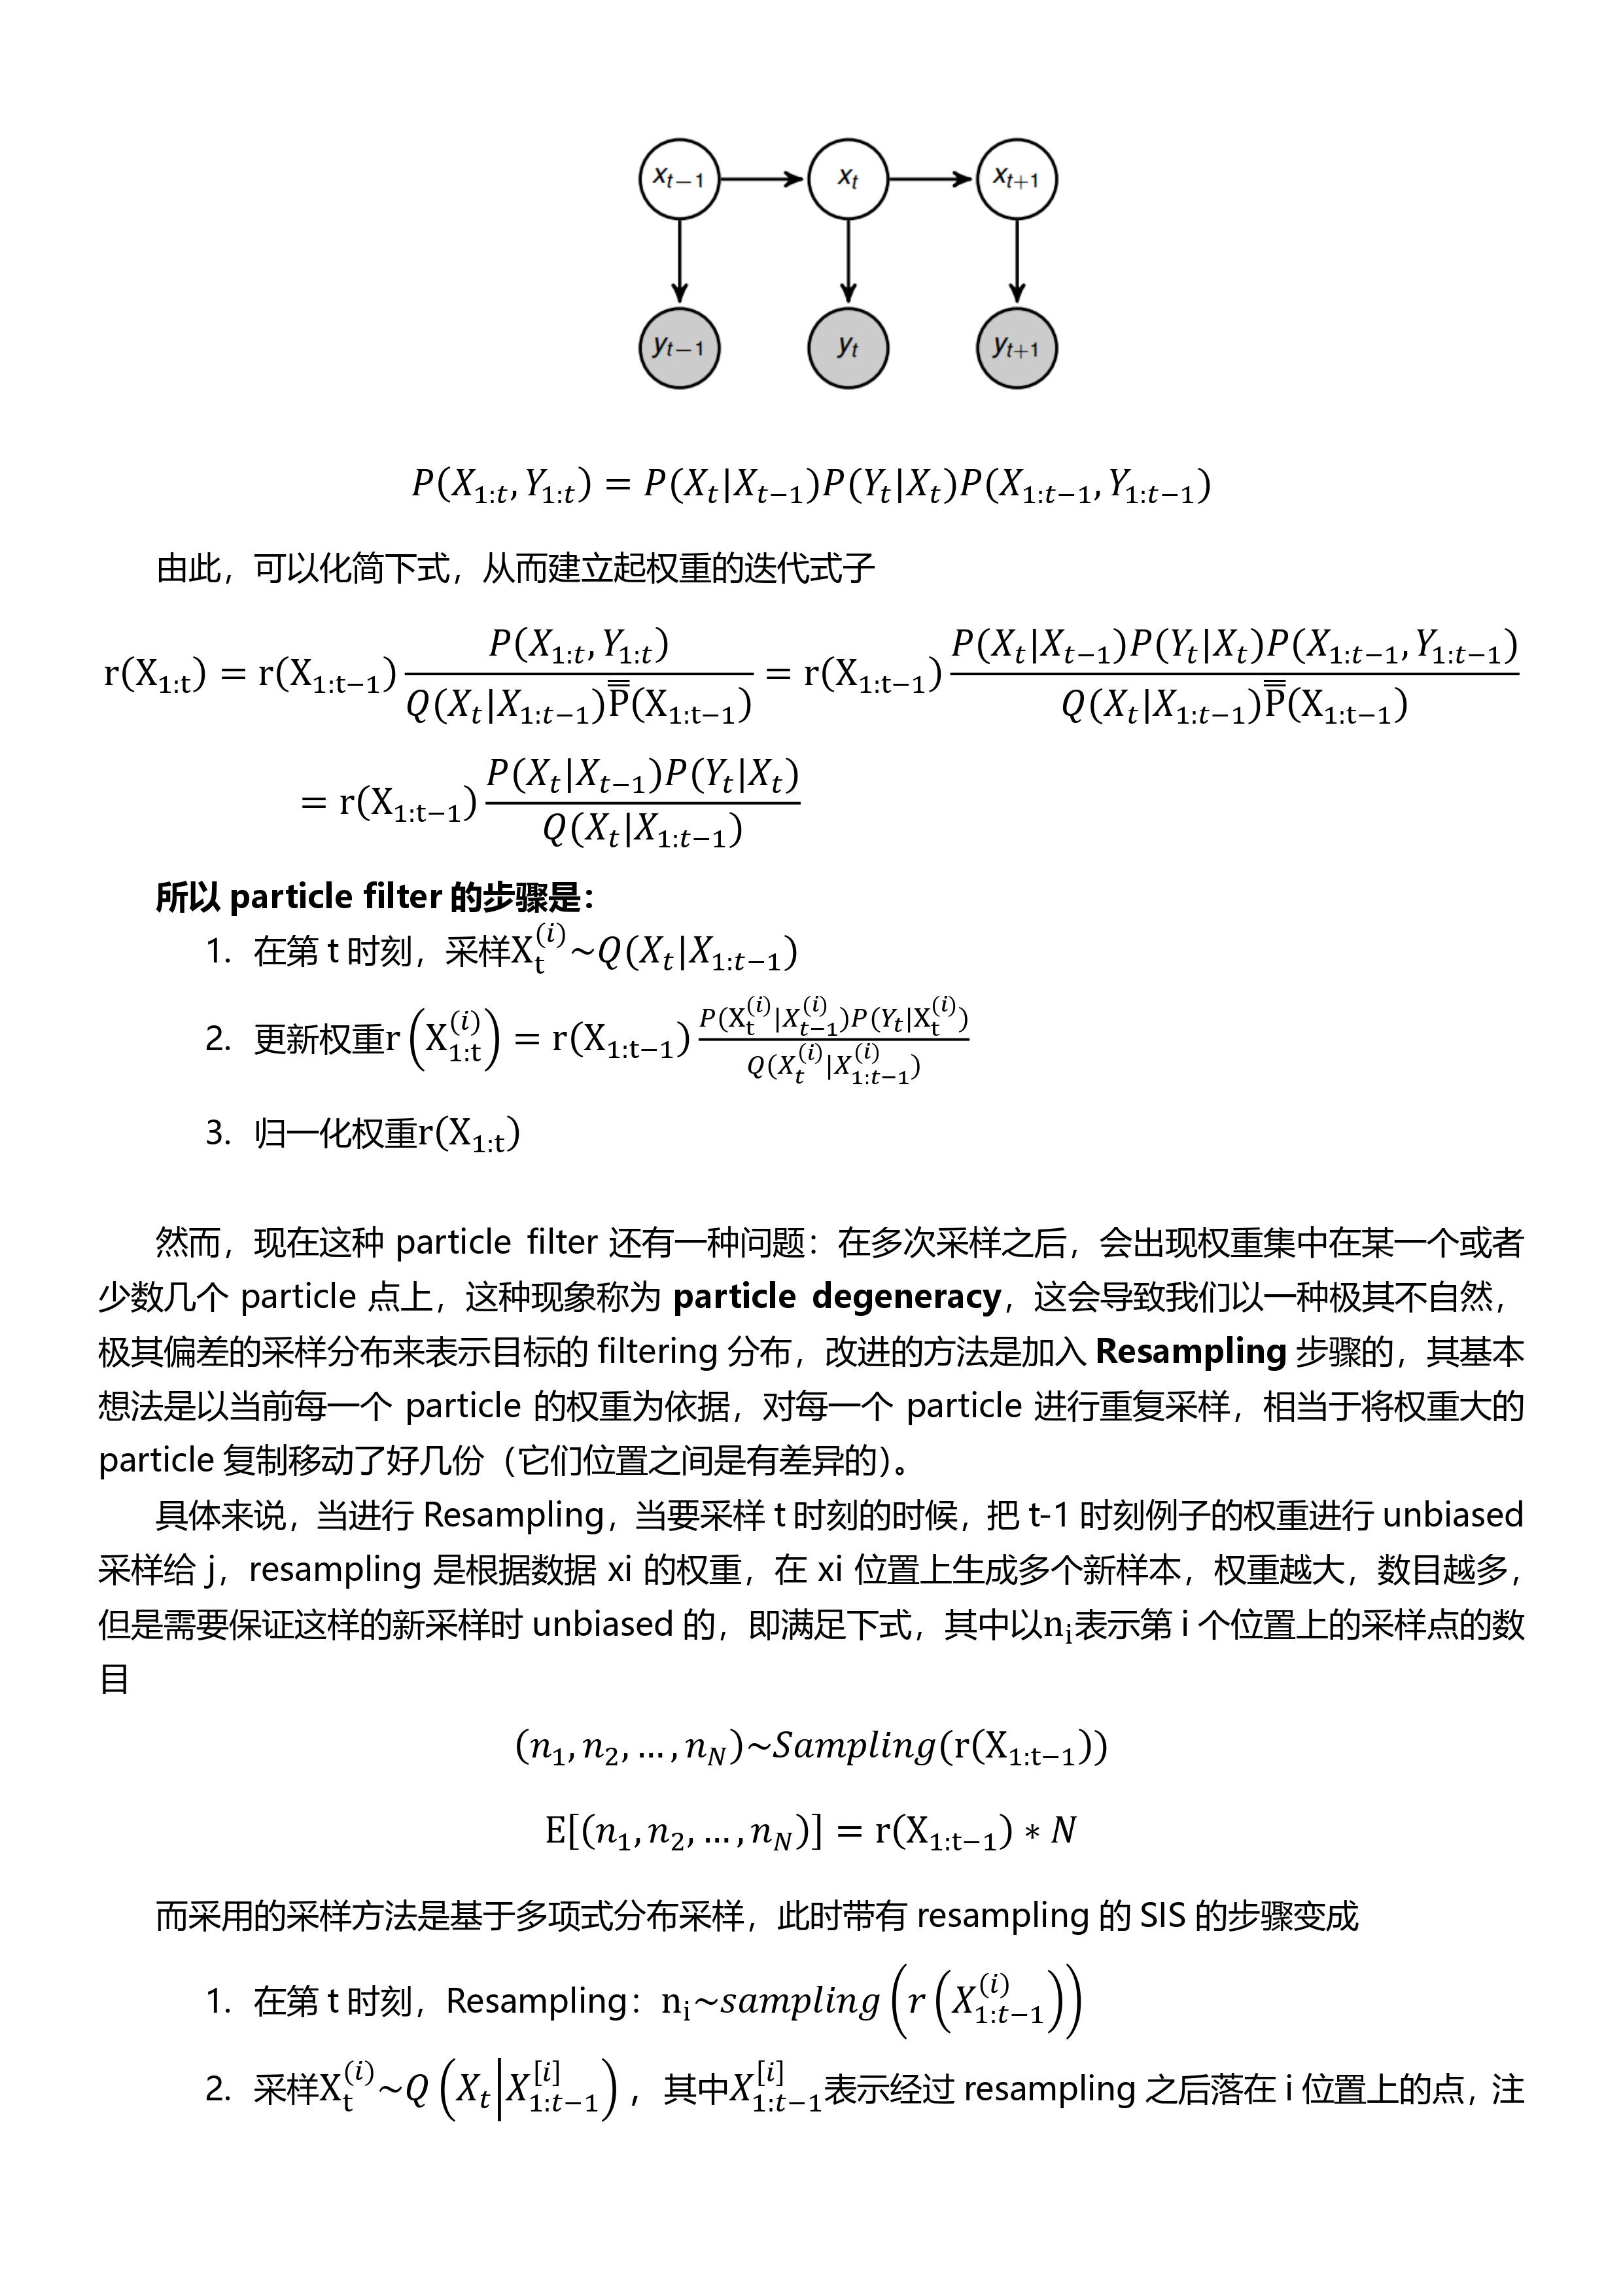 x_{t-1} x_t x_{t+1}
y_{t-1} y_t y_{t+1}
P(X_{1:t}, Y_{1:t}) = P(X_t|X_{t-1})P(Y_t|X_t)P(X_{1:t-1}, Y_{1:t-1})
由此，可以化简下式，从而建立起权重的迭代式子
r(X_{1:t}) = r(X_{1:t-1}) \frac{P(X_{1:t}, Y_{1:t})}{Q(X_t|X_{1:t-1})\bar{\bar{\bar{P}}}(X_{1:t-1})} = r(X_{1:t-1}) \frac{P(X_t|X_{t-1})P(Y_t|X_t)P(X_{1:t-1}, Y_{1:t-1})}{Q(X_t|X_{1:t-1})\bar{\bar{\bar{P}}}(X_{1:t-1})}
= r(X_{1:t-1}) \frac{P(X_t|X_{t-1})P(Y_t|X_t)}{Q(X_t|X_{1:t-1})}
所以 particle filter 的步骤是：
1. 在第 t 时刻，采样X_t^{(i)}~Q(X_t|X_{1:t-1})
2. 更新权重r(X_{1:t}^{(i)}) = r(X_{1:t-1}) \frac{P(X_t^{(i)}|X_{t-1}^{(i)})P(Y_t|X_t^{(i)})}{Q(X_t^{(i)}|X_{1:t-1}^{(i)})}
3. 归一化权重r(X_{1:t})
然而，现在这种 particle filter 还有一种问题：在多次采样之后，会出现权重集中在某一个或者
少数几个 particle 点上，这种现象称为 particle degeneracy，这会导致我们以一种极其不自然，
极其偏差的采样分布来表示目标的 filtering 分布，改进的方法是加入 Resampling 步骤的，其基本
想法是以当前每一个 particle 的权重为依据，对每一个 particle 进行重复采样，相当于将权重大的
particle 复制移动了好几份（它们位置之间是有差异的）。
具体来说，当进行 Resampling，当要采样 t 时刻的时候，把 t-1 时刻例子的权重进行 unbiased
采样给 j，resampling 是根据数据 xi 的权重，在 xi 位置上生成多个新样本，权重越大，数目越多，
但是需要保证这样的新采样时 unbiased 的，即满足下式，其中以n_i表示第 i 个位置上的采样点的数
目
(n_1, n_2, … , n_N)~Sampling(r(X_{1:t-1}))
E[(n_1, n_2, … , n_N)] = r(X_{1:t-1}) * N
而采用的采样方法是基于多项式分布采样，此时带有 resampling 的 SIS 的步骤变成
1. 在第 t 时刻，Resampling：n_i~sampling(r(X_{1:t-1}^{(i)}))
2. 采样X_t^{(i)}~Q(X_t|X_{1:t-1}^{[i]})，其中X_{1:t-1}^{[i]}表示经过 resampling 之后落在 i 位置上的点，注